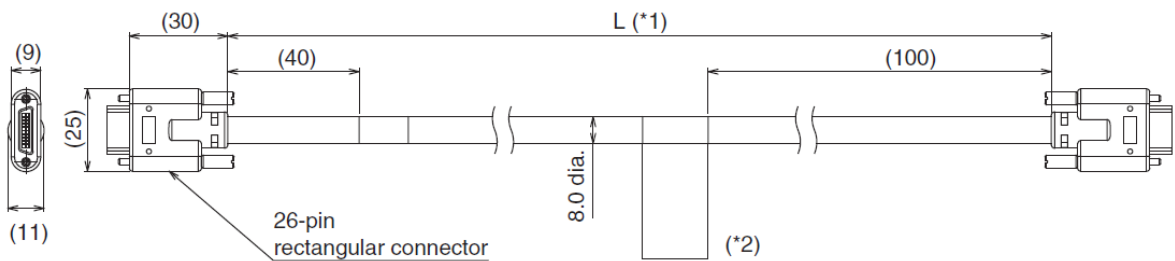 (30)
L (*1)
(9)
(40)
(100)
(25)
8.0 dia.
(11)
26-pin
rectangular connector
(*2)